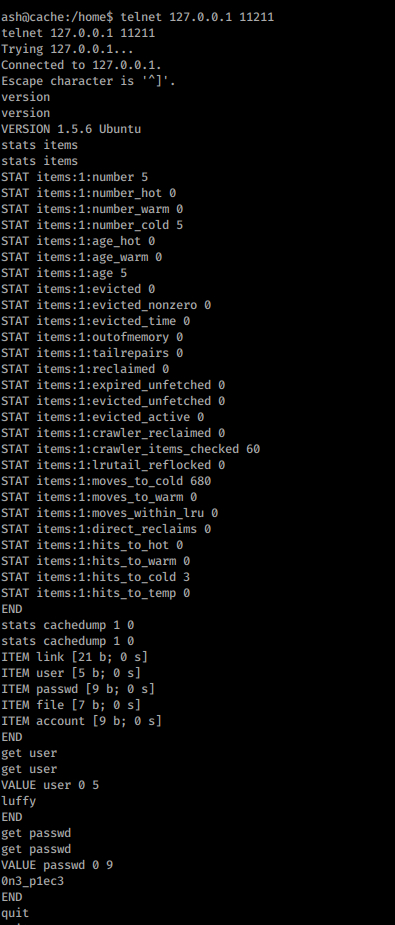 ash@cache:/home$ telnet 127.0.0.1 11211
telnet 127.0.0.1 11211
Trying 127.0.0.1...
Connected to 127.0.0.1.
Escape character is '^]'.
version
version
VERSION 1.5.6 Ubuntu
stats items
stats items
STAT items:1:number 5
STAT items:1:number_hot 0
STAT items:1:number_warm 0
STAT items:1:number_cold 5
STAT items:1:age_hot 0
STAT items:1:age_warm 0
STAT items:1:age 5
STAT items:1:evicted 0
STAT items:1:evicted_nonzero 0
STAT items:1:evicted_time 0
STAT items:1:outofmemory 0
STAT items:1:tailrepairs 0
STAT items:1:reclaimed 0
STAT items:1:expired_unfetched 0
STAT items:1:evicted_unfetched 0
STAT items:1:evicted_active 0
STAT items:1:crawler_reclaimed 0
STAT items:1:crawler_items_checked 60
STAT items:1:lrutail_reflocked 0
STAT items:1:moves_to_cold 680
STAT items:1:moves_to_warm 0
STAT items:1:moves_within_lru 0
STAT items:1:direct_reclaims 0
STAT items:1:hits_to_hot 0
STAT items:1:hits_to_warm 0
STAT items:1:hits_to_cold 3
STAT items:1:hits_to_temp 0
END
stats cachedump 1 0
stats cachedump 1 0
ITEM link [21 b; 0 s]
ITEM user [5 b; 0 s]
ITEM passwd [9 b; 0 s]
ITEM file [7 b; 0 s]
ITEM account [9 b; 0 s]
END
get user
get user
VALUE user 0 5
luffy
END
get passwd
get passwd
VALUE passwd 0 9
0n3_p1ec3
END
quit